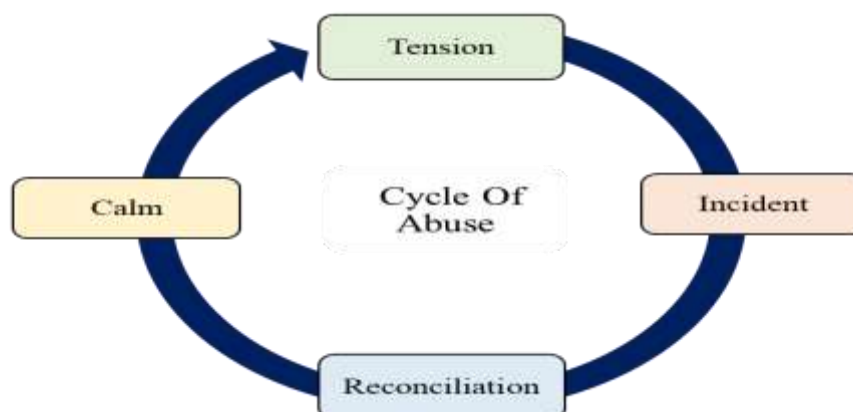 Tension
Calm
Cycle Of
Abuse
Incident
Reconciliation